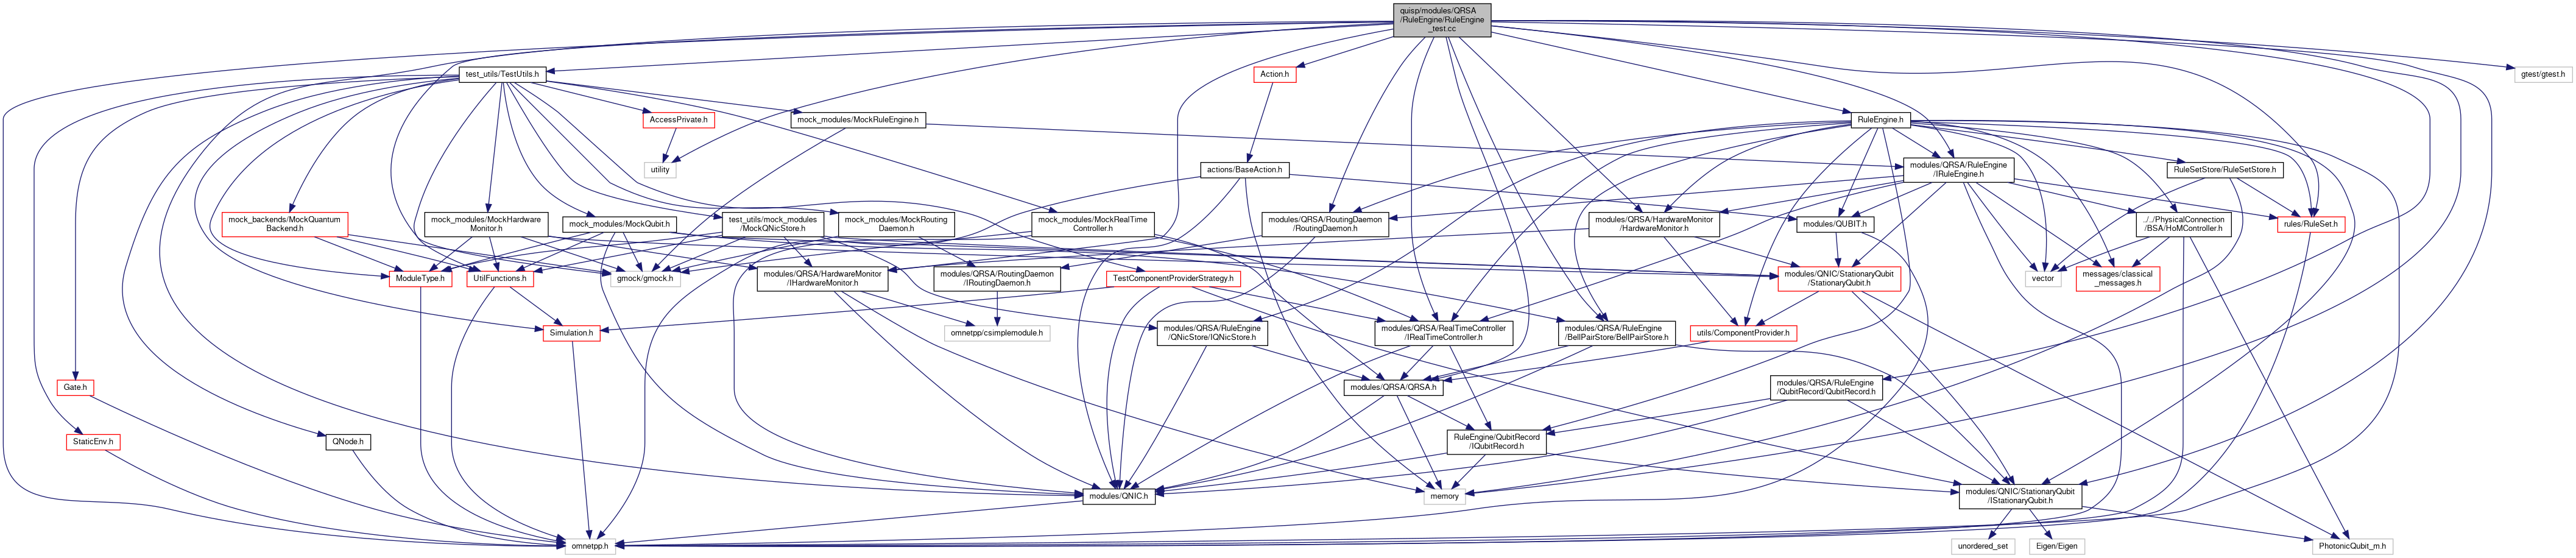 quisp/modules/QRSA
/RuleEngine/RuleEngine
_test.cc
test_utils/TestUtils.h
Action.h
gtest/gtest.h
AccessPrivate.h
mock_modules/MockRuleEngine.h
RuleEngine.h
utility
actions/BaseAction.h
modules/QRSA/RuleEngine
/IRuleEngine.h
RuleSetStore/RuleSetStore.h
mock_backends/MockQuantum
Backend.h
mock_modules/MockHardware
Monitor.h
mock_modules/MockQubit.h
test_utils/mock_modules
/MockQNicStore.h
mock_modules/MockRouting
Daemon.h
mock_modules/MockRealTime
Controller.h
modules/QRSA/RoutingDaemon
/RoutingDaemon.h
modules/QRSA/HardwareMonitor
/HardwareMonitor.h
modules/QUBIT.h
../../PhysicalConnection
/BSA/HoMController.h
rules/RuleSet.h
ModuleType.h
UtilFunctions.h
gmock/gmock.h
modules/QRSA/HardwareMonitor
/IHardwareMonitor.h
modules/QRSA/RoutingDaemon
/IRoutingDaemon.h
TestComponentProviderStrategy.h
modules/QNIC/StationaryQubit
/StationaryQubit.h
vector
messages/classical
_messages.h
Simulation.h
omnetpp/csimplemodule.h
modules/QRSA/RuleEngine
/QNicStore/IQNicStore.h
modules/QRSA/RealTimeController
/IRealTimeController.h
modules/QRSA/RuleEngine
/BellPairStore/BellPairStore.h
utils/ComponentProvider.h
Gate.h
modules/QRSA/QRSA.h
modules/QRSA/RuleEngine
/QubitRecord/QubitRecord.h
StaticEnv.h
QNode.h
RuleEngine/QubitRecord
/IQubitRecord.h
modules/QNIC.h
memory
modules/QNIC/StationaryQubit
/IStationaryQubit.h
omnetpp.h
unordered_set
Eigen/Eigen
PhotonicQubit_m.h